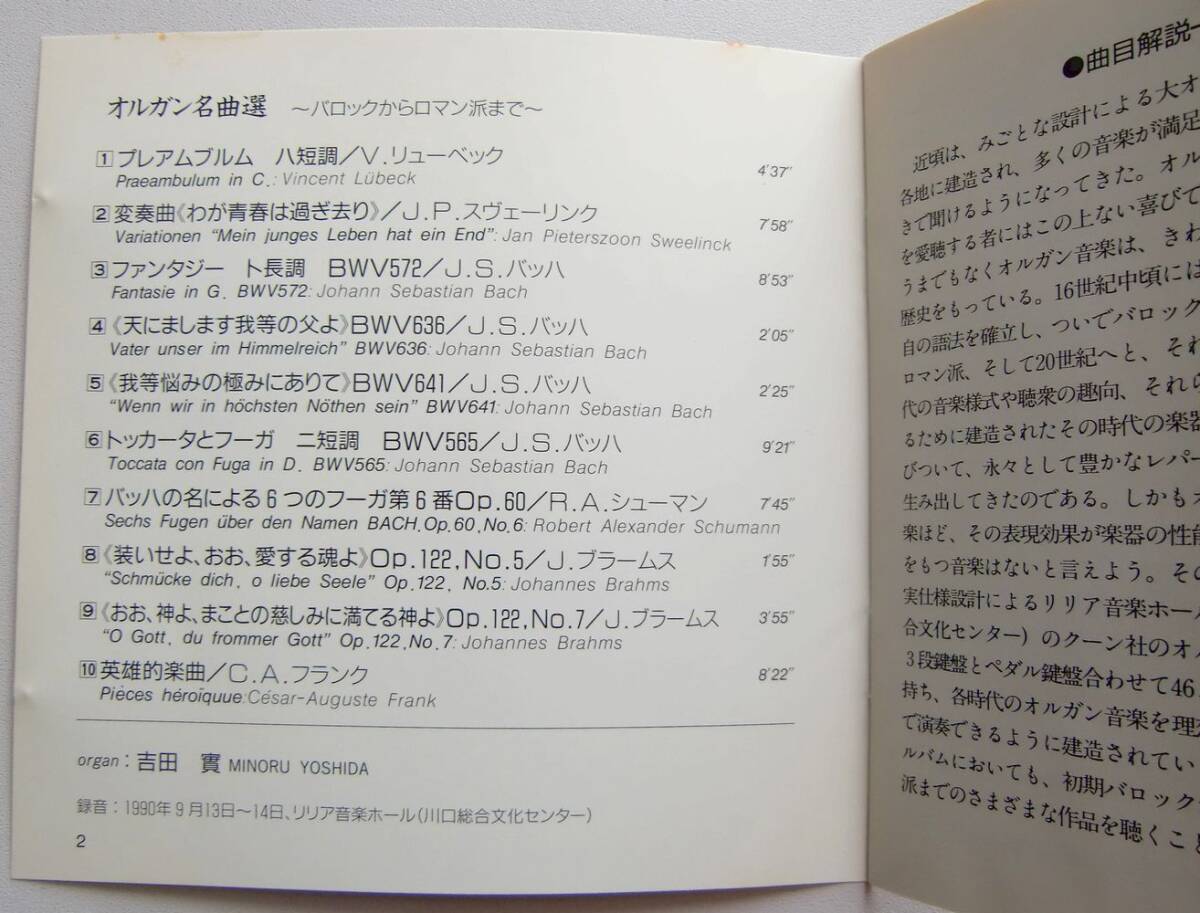 オルガン名曲選 ～バロックからロマン派まで～
1 プレアムブルム ハ短調/V.リューベック 4'37"
Praeambulum in C.: Vincent Lübeck
2 変奏曲《わが青春は過ぎ去り》/J.P.スヴェーリンク 7'58"
Variationen "Mein junges Leben hat ein End": Jan Pieterszoon Sweelinck
3 ファンタジー ト長調 BWV572/J.S.バッハ 8'53"
Fantasie in G. BWV572: Johann Sebastian Bach
4 《天にまします我等の父よ》BWV636/J.S.バッハ 2'05"
Vater unser im Himmelreich" BWV636: Johann Sebastian Bach
5 《我等悩みの極みにありて》BWV641/J.S.バッハ 2'25"
"Wenn wir in höchsten Nöthen sein" BWV641: Johann Sebastian Bach
6 トッカータとフーガ ニ短調 BWV565/J.S.バッハ 9'21"
Toccata con Fuga in D. BWV565: Johann Sebastian Bach
7 バッハの名による6つのフーガ第6番Op.60/R.A.シューマン 7'45"
Sechs Fugen über den Namen BACH,Op.60,No.6: Robert Alexander Schumann
8 《装いせよ、おお、愛する魂よ》Op.122,No.5/J.ブラームス 1'55"
"Schmücke dich, o liebe Seele" Op.122, No.5: Johannes Brahms
9 《おお、神よ、まことの慈しみに満てる神よ》Op.122,No.7/J.ブラームス 3'55"
"O Gott, du frommer Gott" Op.122,No.7: Johannes Brahms
10 英雄的楽曲/C.A.フランク 8'22"
Pièces héroïquue:César-Auguste Frank
organ: 吉田 實 MINORU YOSHIDA
録音:1990年9月13日～14日、リリア音楽ホール(川口総合文化センター)
2
●曲目解説
近頃は、みごとな設計による大オ
各地に建造され、多くの音楽が満足
きで聞けるようになってきた。オル
を愛聴する者にはこの上ない喜びで
うまでもなくオルガン音楽は、きわ
歴史をもっている。16世紀中頃には
自の語法を確立し、ついでバロック
ロマン派、そして20世紀へと、それ
代の音楽様式や聴衆の趣向、それら
るために建造されたその時代の楽器
びついて、永々として豊かなレパー
生み出してきたのである。しかもオ
楽ほど、その表現効果が楽器の性能
をもつ音楽はないと言えよう。その
実仕様設計によるリリア音楽ホール
合文化センター)のクーン社のオル
3段鍵盤とペダル鍵盤合わせて46
持ち、各時代のオルガン音楽を理想
で演奏できるように建造されてい
ルバムにおいても、初期バロック
派までのさまざまな作品を聴くこと